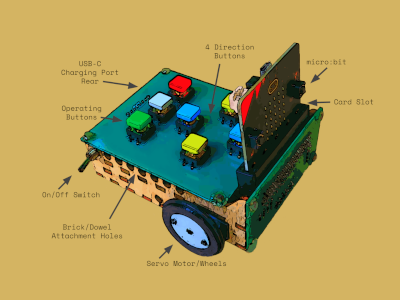 4 Direction
Buttons
USB-C
Charging Port
Rear
micro:bit
Card Slot
Operating
Buttons
On/Off Switch
Brick/Dowel
Attachment Holes
Servo Motor/Wheels